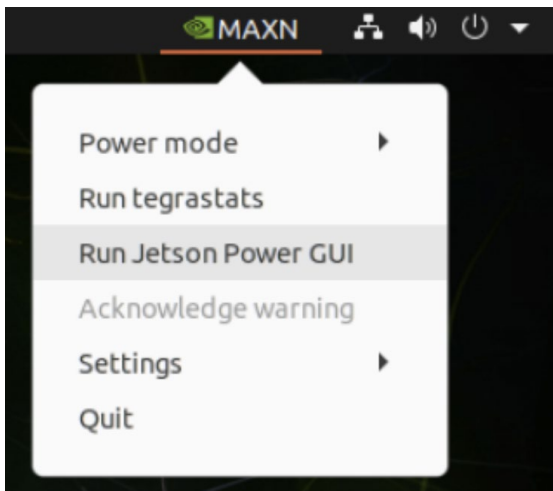 MAXN
Power mode
Run tegrastats
Run Jetson Power GUI
Acknowledge warning
Settings
Quit